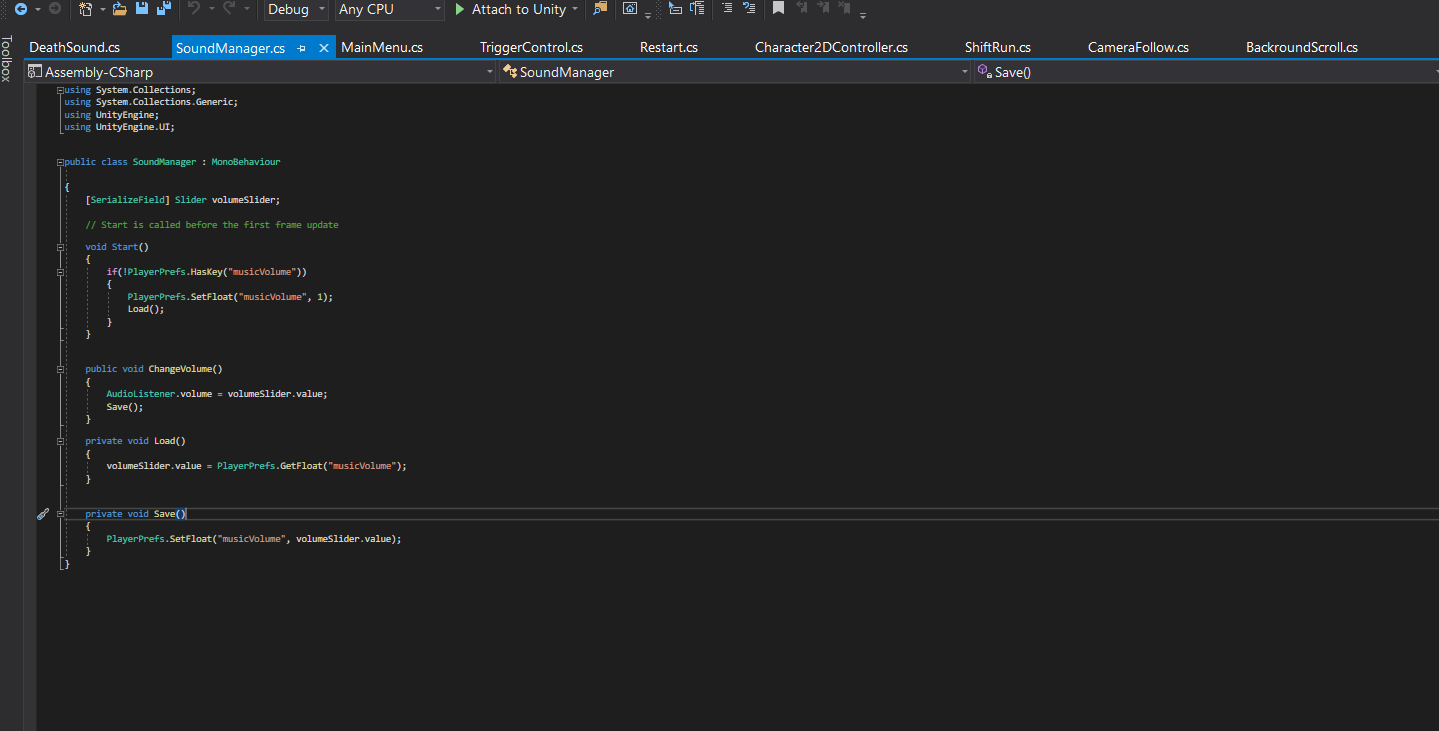 Debug Any CPU Attach to Unity
Toolbox
DeathSound.cs SoundManager.cs MainMenu.cs TriggerControl.cs Restart.cs Character2DController.cs ShiftRun.cs CameraFollow.cs BackroundScroll.cs
Assembly-CSharp SoundManager Save()
using System.Collections;
using System.Collections.Generic;
using UnityEngine;
using UnityEngine.UI;
public class SoundManager : MonoBehaviour
{
[SerializeField] Slider volumeSlider;
// Start is called before the first frame update
void Start()
{
if(!PlayerPrefs.HasKey("musicVolume"))
{
PlayerPrefs.SetFloat("musicVolume", 1);
Load();
}
}
public void ChangeVolume()
{
AudioListener.volume = volumeSlider.value;
Save();
}
private void Load()
{
volumeSlider.value = PlayerPrefs.GetFloat("musicVolume");
}
private void Save()
{
PlayerPrefs.SetFloat("musicVolume", volumeSlider.value);
}
}